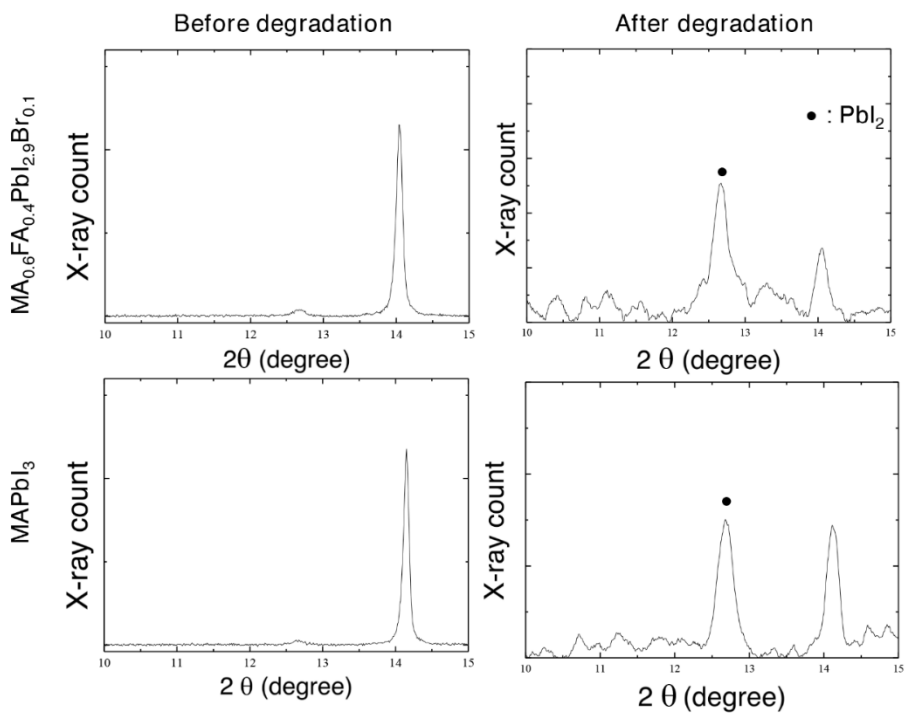 Before degradation
After degradation
MA₀.₆FA₀.₄PbI₂.₉Br₀.₁
X-ray count
10 11 12 13 14 15
2θ (degree)
X-ray count
● : PbI₂
10 11 12 13 14 15
2 θ (degree)
MAPbI₃
X-ray count
10 11 12 13 14 15
2 θ (degree)
X-ray count
10 11 12 13 14 15
2 θ (degree)